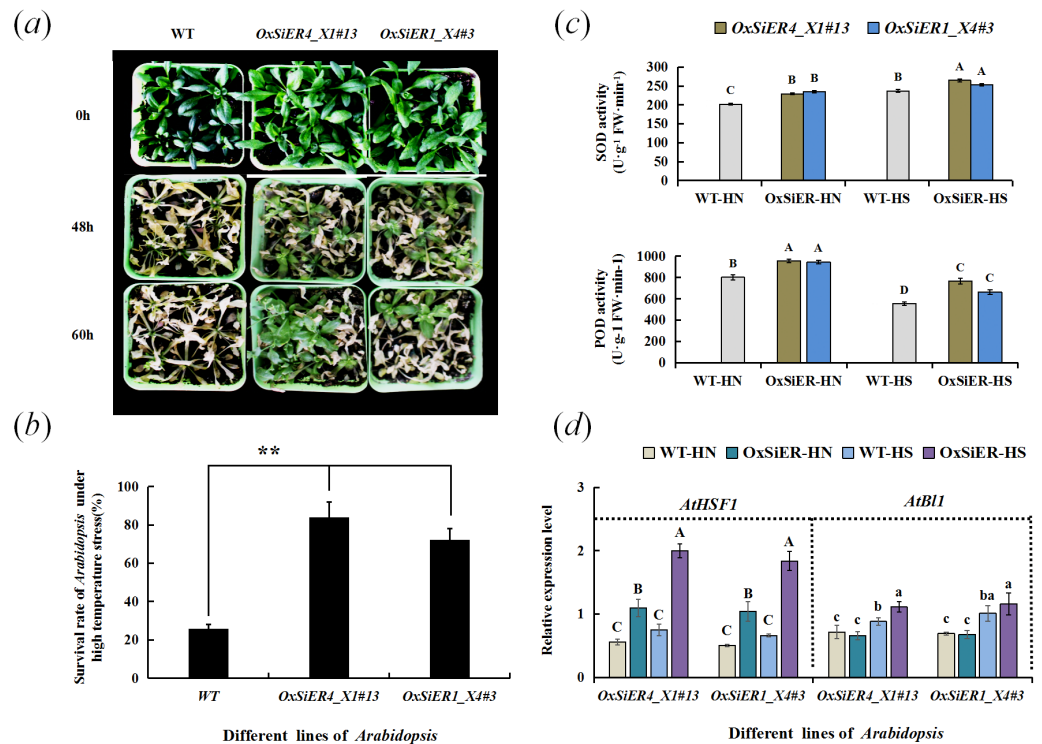 (a)
WT OxSiER4_X1#13 OxSiER1_X4#3
0h
48h
60h
(b)
Survival rate of Arabidopsis under
high temperature stress(%)
100
80
60
40
20
0
**
WT OxSiER4_X1#13 OxSiER1_X4#3
Different lines of Arabidopsis
(c)
OxSiER4_X1#13 OxSiER1_X4#3
SOD activity
(U·g-1 FW·min-1)
300
250
200
150
100
50
0
C B B B A A
WT-HN OxSiER-HN WT-HS OxSiER-HS
POD activity
(U·g-1 FW·min-1)
1000
800
600
400
200
0
B A A D C C
WT-HN OxSiER-HN WT-HS OxSiER-HS
(d)
WT-HN OxSiER-HN WT-HS OxSiER-HS
Relative expression level
3
2
1
0
AtHSF1 AtBl1
C B C A C B C A c c b a c c ba a
OxSiER4_X1#13 OxSiER1_X4#3 OxSiER4_X1#13 OxSiER1_X4#3
Different lines of Arabidopsis